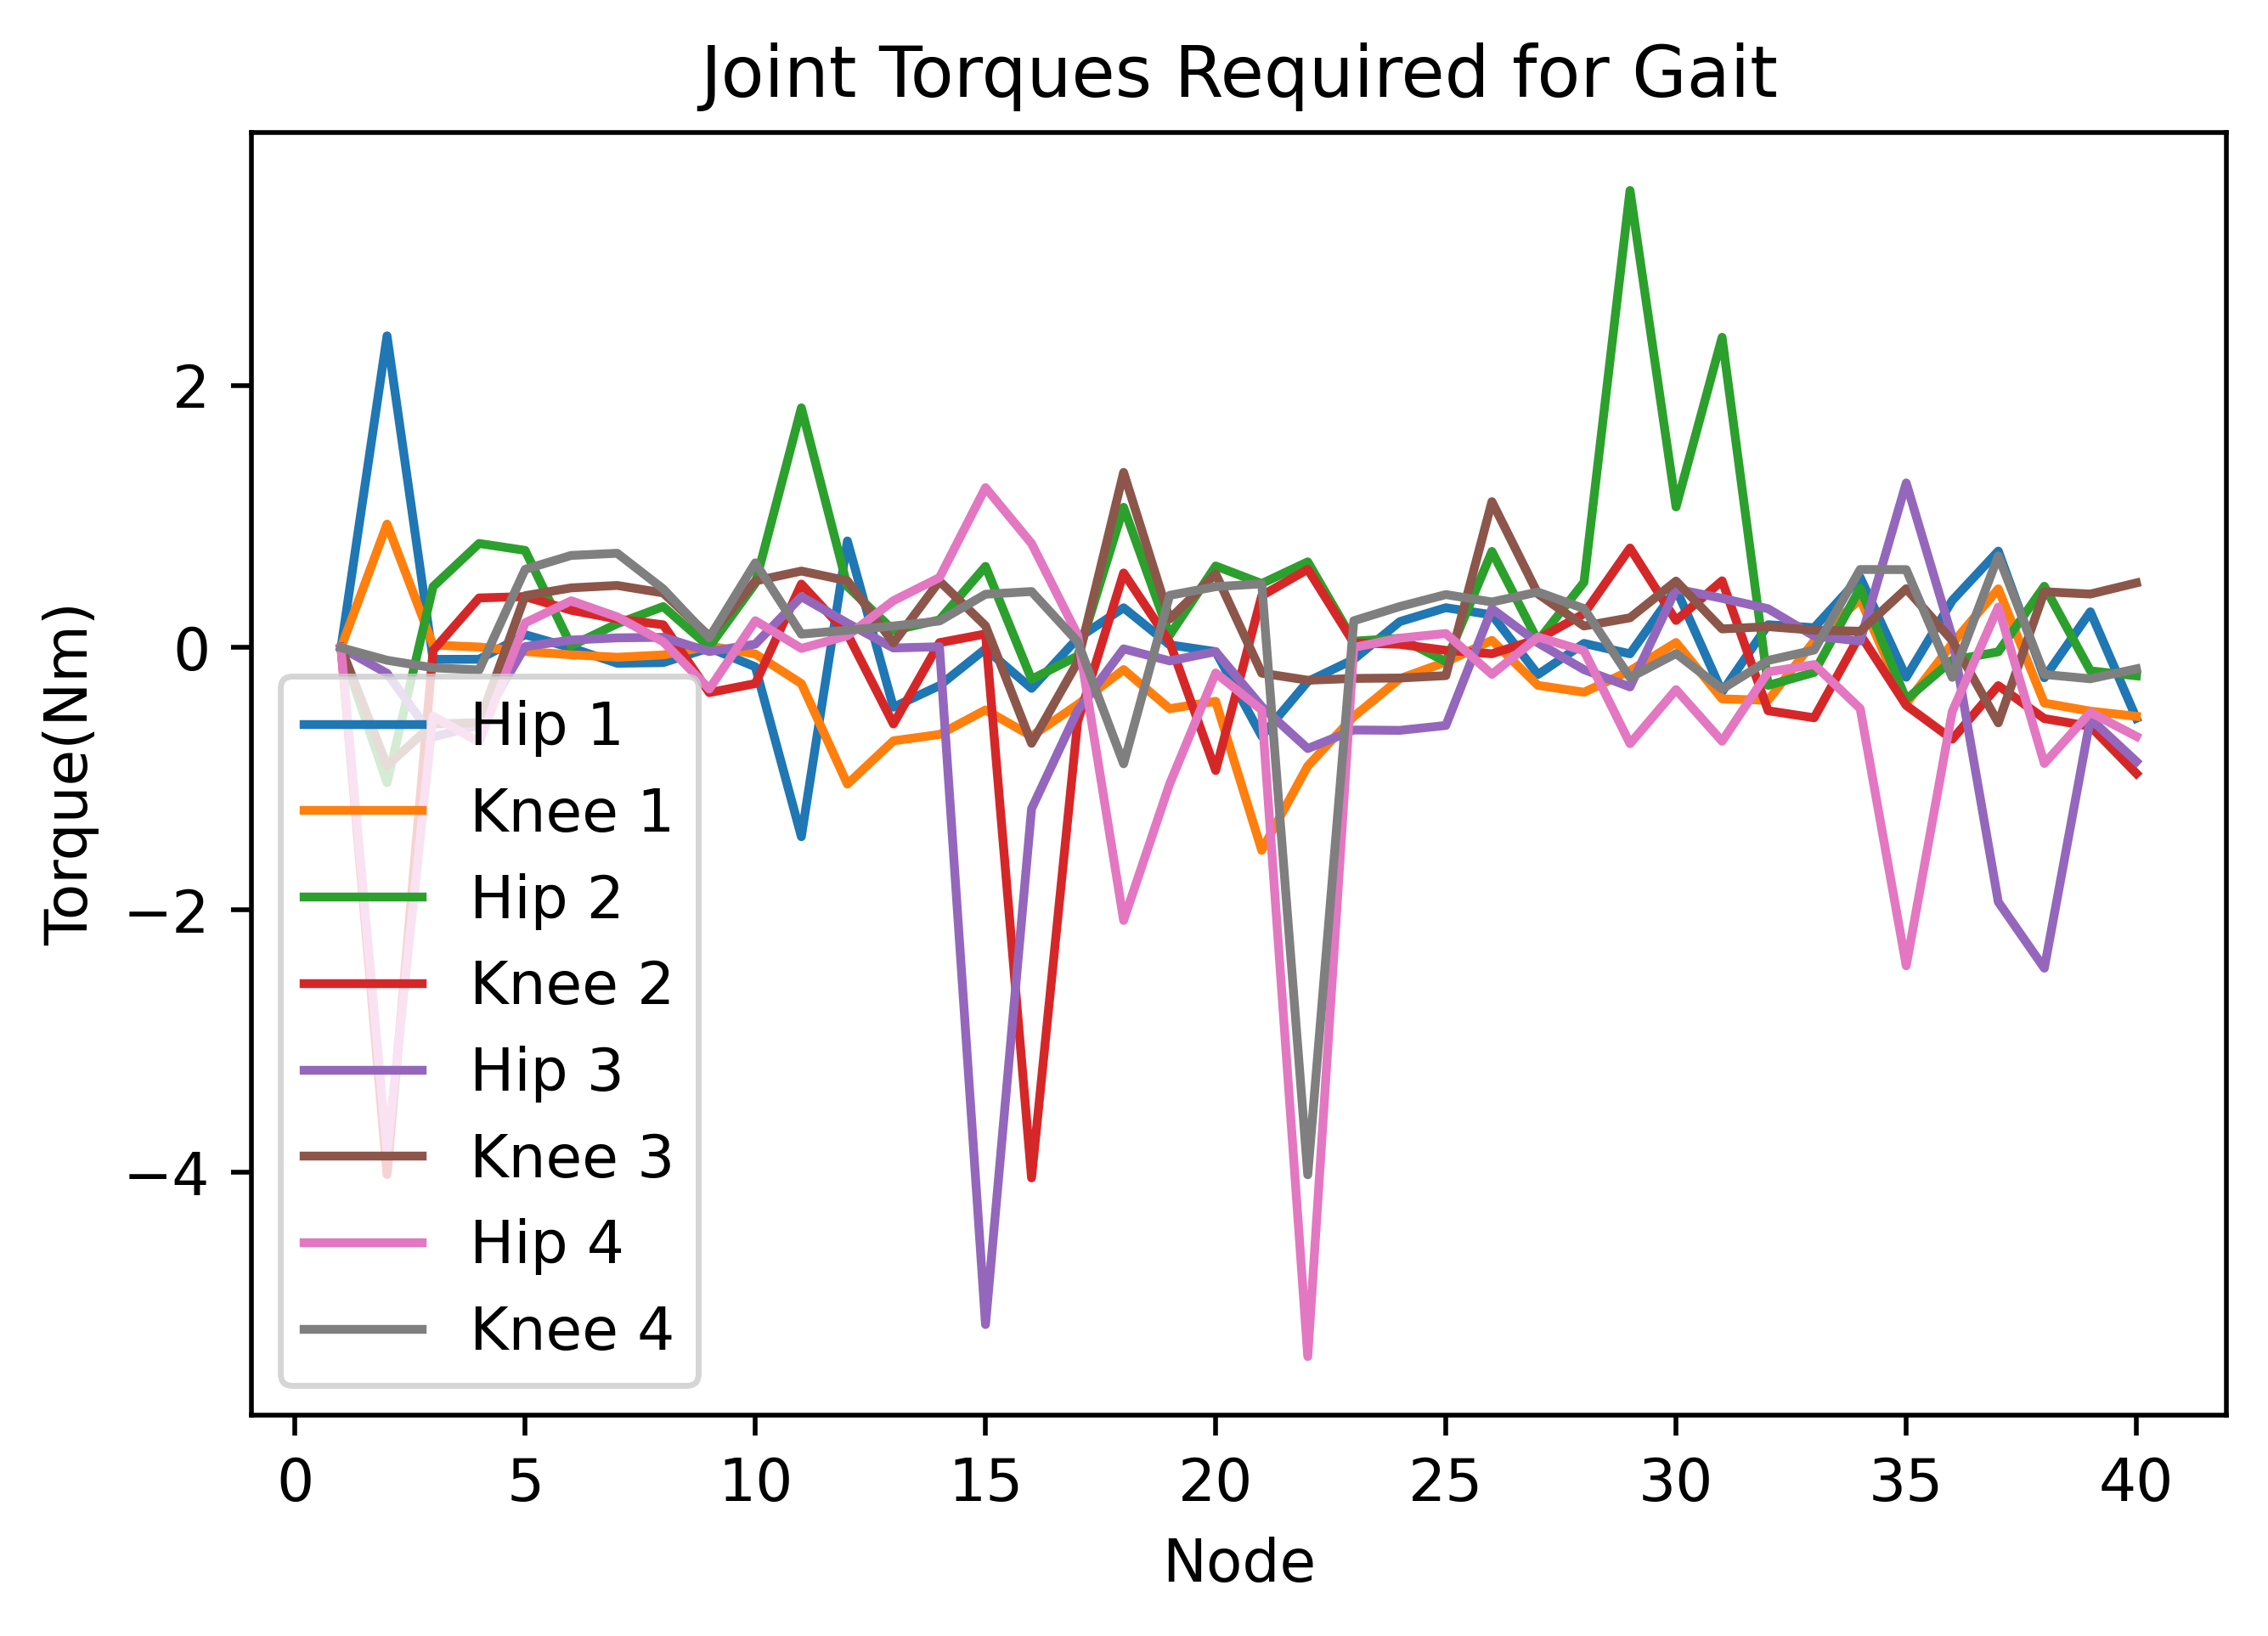 Joint Torques Required for Gait
Torque(Nm)
2
0
−2
−4
Hip 1
Knee 1
Hip 2
Knee 2
Hip 3
Knee 3
Hip 4
Knee 4
0 5 10 15 20 25 30 35 40
Node